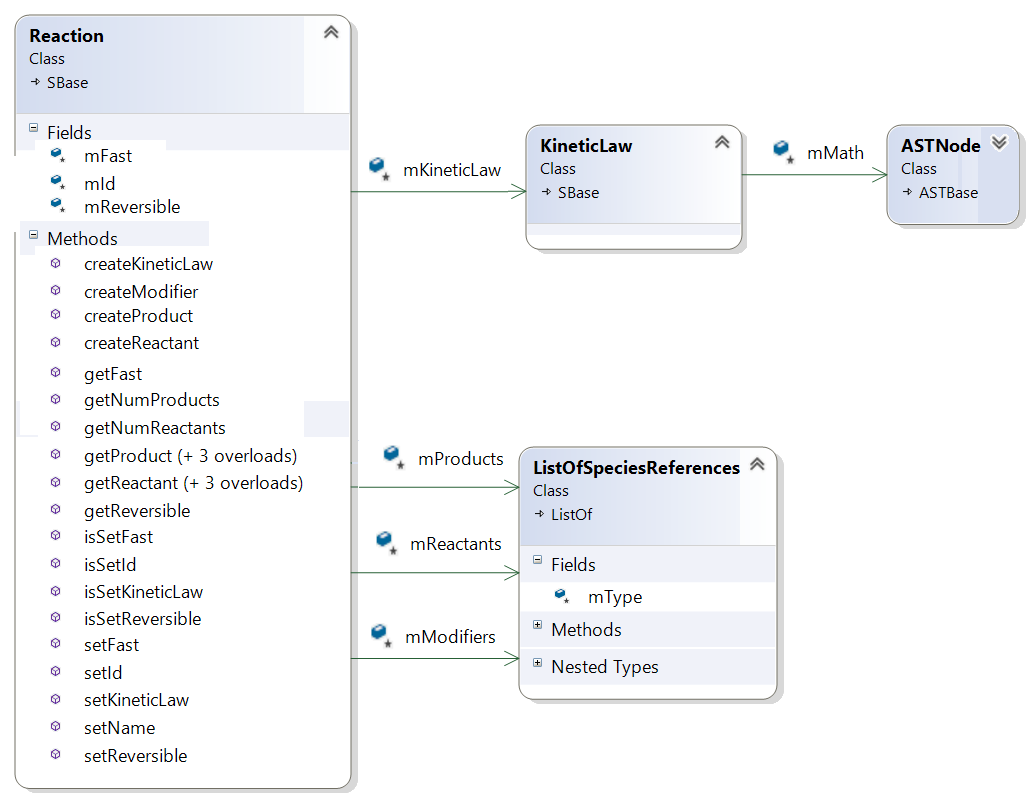 Reaction
Class
SBase
Fields
mFast
mId
mReversible
Methods
createKineticLaw
createModifier
createProduct
createReactant
getFast
getNumProducts
getNumReactants
getProduct (+ 3 overloads)
getReactant (+ 3 overloads)
getReversible
isSetFast
isSetId
isSetKineticLaw
isSetReversible
setFast
setId
setKineticLaw
setName
setReversible
mKineticLaw
KineticLaw
Class
SBase
mMath
ASTNode
Class
ASTBase
mProducts
mReactants
mModifiers
ListOfSpeciesReferences
Class
ListOf
Fields
mType
Methods
Nested Types